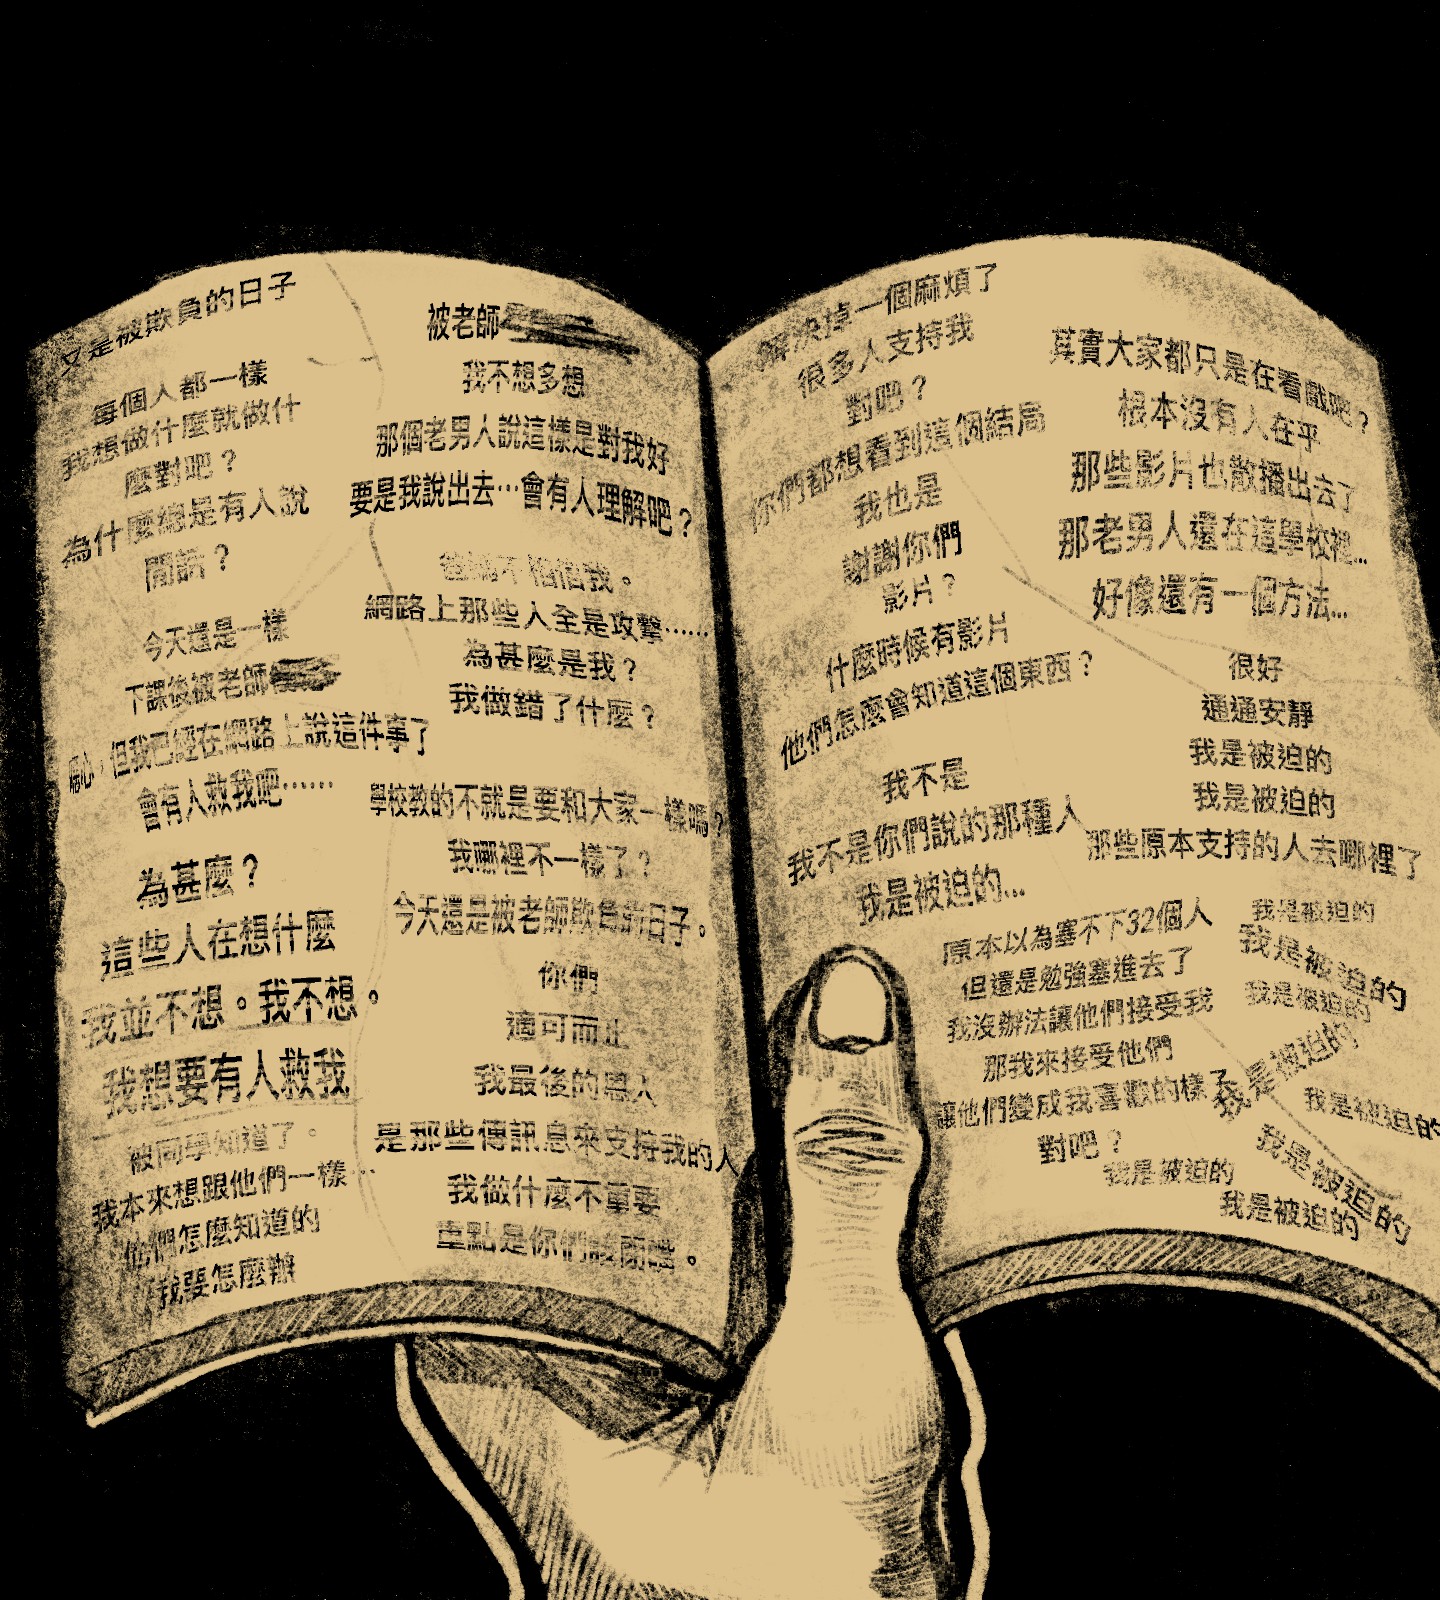 又是被欺負的日子
每個人都一樣
我想做什麼就做什
麼對吧？
為什麼總是有人說
閒話？
今天還是一樣
下課後被老師
噁心，但我已經在網路上說這件事了
會有人救我吧⋯⋯
為甚麼？
這些人在想什麼
我並不想。我不想。
我想要有人救我
被同學知道了。
我本來想跟他們一樣⋯
他們怎麼知道的
我要怎麼辦
被老師
我不想多想
那個老男人說這樣是對我好
要是我說出去⋯會有人理解吧？
不怕我。
網路上那些人全是攻擊⋯⋯
為甚麼是我？
我做錯了什麼？
學校教的不就是要和大家一樣嗎？
我哪裡不一樣了？
今天還是被老師欺負的日子。
你們
適可而止
我最後的恩人
是那些傳訊息來支持我的人
我做什麼不重要
重點是你們該閉嘴。
解決掉一個麻煩了
很多人支持我
對吧？
你們都想看到這個結局
我也是
謝謝你們
影片？
什麼時候有影片
他們怎麼會知道這個東西？
我不是
我不是你們說的那種人
我是被迫的...
原本以為塞不下32個人
但還是勉強塞進去了
我沒辦法讓他們接受我
那我來接受他們
讓他們變成我喜歡的樣子
對吧？
其實大家都只是在看戲吧？
根本沒有人在乎
那些影片也散播出去了
那老男人還在這學校裡...
好像還有一個方法...
很好
通通安靜
我是被迫的
我是被迫的
那些原本支持的人去哪裡了
我是被迫的
我是被迫的
我是被迫的
我是被迫的
我是被迫的
我是被迫的
我是被迫的
我是被迫的